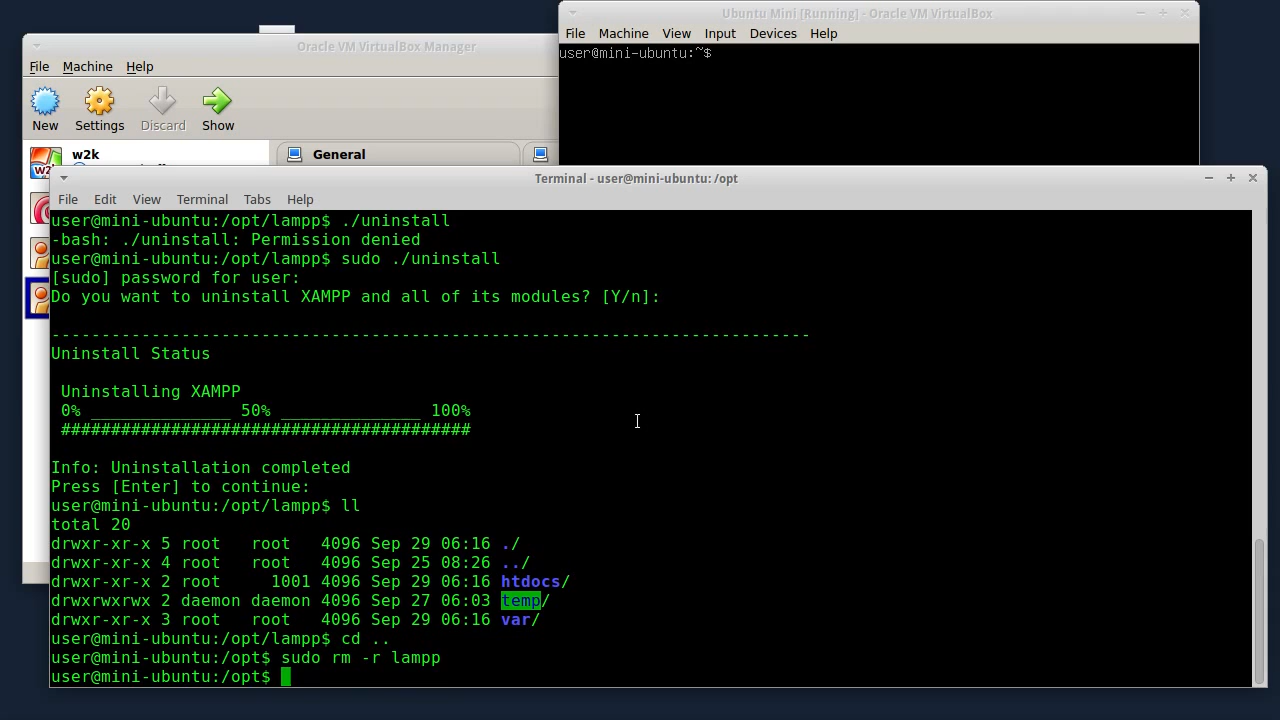 Ubuntu Mini [Running] - Oracle VM VirtualBox
Machine View Input Devices Help
File
user@mini-ubuntu:~$
Oracle VM VirtualBox Manager
File Machine Help
New Settings Discard Show
w2k
General
Terminal - user@mini-ubuntu: /opt
File Edit View Terminal Tabs Help
user@mini-ubuntu:/opt/lampp$ ./uninstall
-bash: ./uninstall: Permission denied
user@mini-ubuntu:/opt/lampp$ sudo ./uninstall
[sudo] password for user:
Do you want to uninstall XAMPP and all of its modules? [Y/n]:
----------------------------------------------------------------------------
Uninstall Status
Uninstalling XAMPP
0% ______________ 50% ______________ 100%
#########################################
Info: Uninstallation completed
Press [Enter] to continue:
user@mini-ubuntu:/opt/lampp$ ll
total 20
drwxr-xr-x 5 root   root   4096 Sep 29 06:16 ./
drwxr-xr-x 4 root   root   4096 Sep 25 08:26 ../
drwxr-xr-x 2 root     1001 4096 Sep 29 06:16 htdocs/
drwxrwxrwx 2 daemon daemon 4096 Sep 27 06:03 temp/
drwxr-xr-x 3 root   root   4096 Sep 29 06:16 var/
user@mini-ubuntu:/opt/lampp$ cd ..
user@mini-ubuntu:/opt$ sudo rm -r lampp
user@mini-ubuntu:/opt$